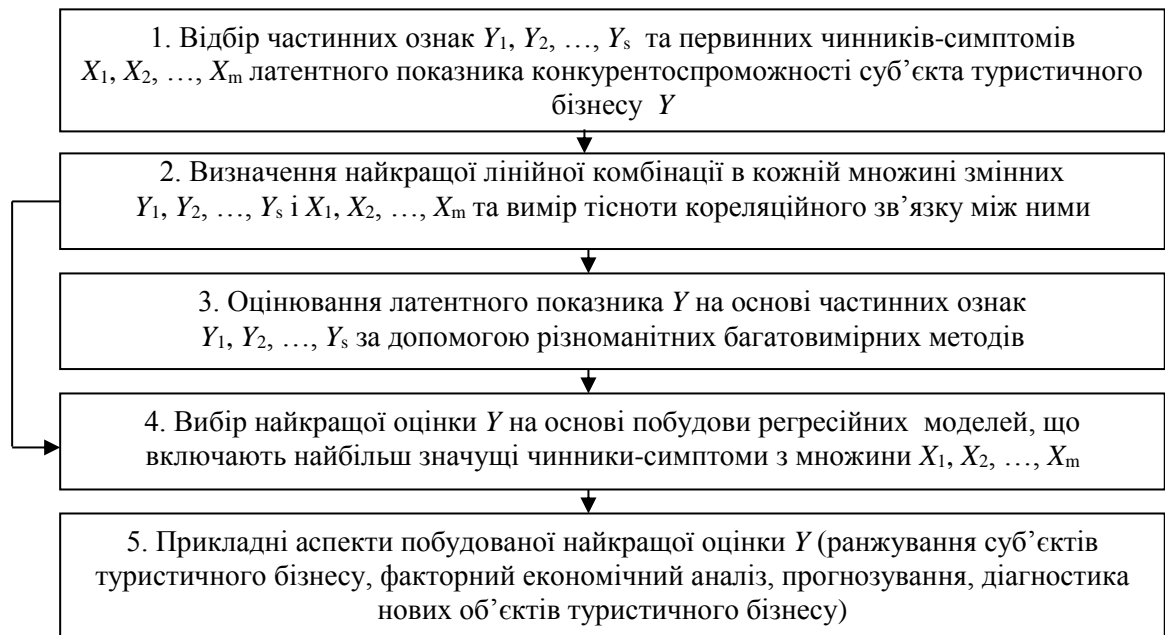 1. Відбір частинних ознак Y₁, Y₂, …, Yₛ та первинних чинників-симптомів
X₁, X₂, …, Xₘ латентного показника конкурентоспроможності суб’єкта туристичного
бізнесу Y
2. Визначення найкращої лінійної комбінації в кожній множині змінних
Y₁, Y₂, …, Yₛ і X₁, X₂, …, Xₘ та вимір тісноти кореляційного зв’язку між ними
3. Оцінювання латентного показника Y на основі частинних ознак
Y₁, Y₂, …, Yₛ за допомогою різноманітних багатовимірних методів
4. Вибір найкращої оцінки Y на основі побудови регресійних моделей, що
включають найбільш значущі чинники-симптоми з множини X₁, X₂, …, Xₘ
5. Прикладні аспекти побудованої найкращої оцінки Y (ранжування суб’єктів
туристичного бізнесу, факторний економічний аналіз, прогнозування, діагностика
нових об’єктів туристичного бізнесу)